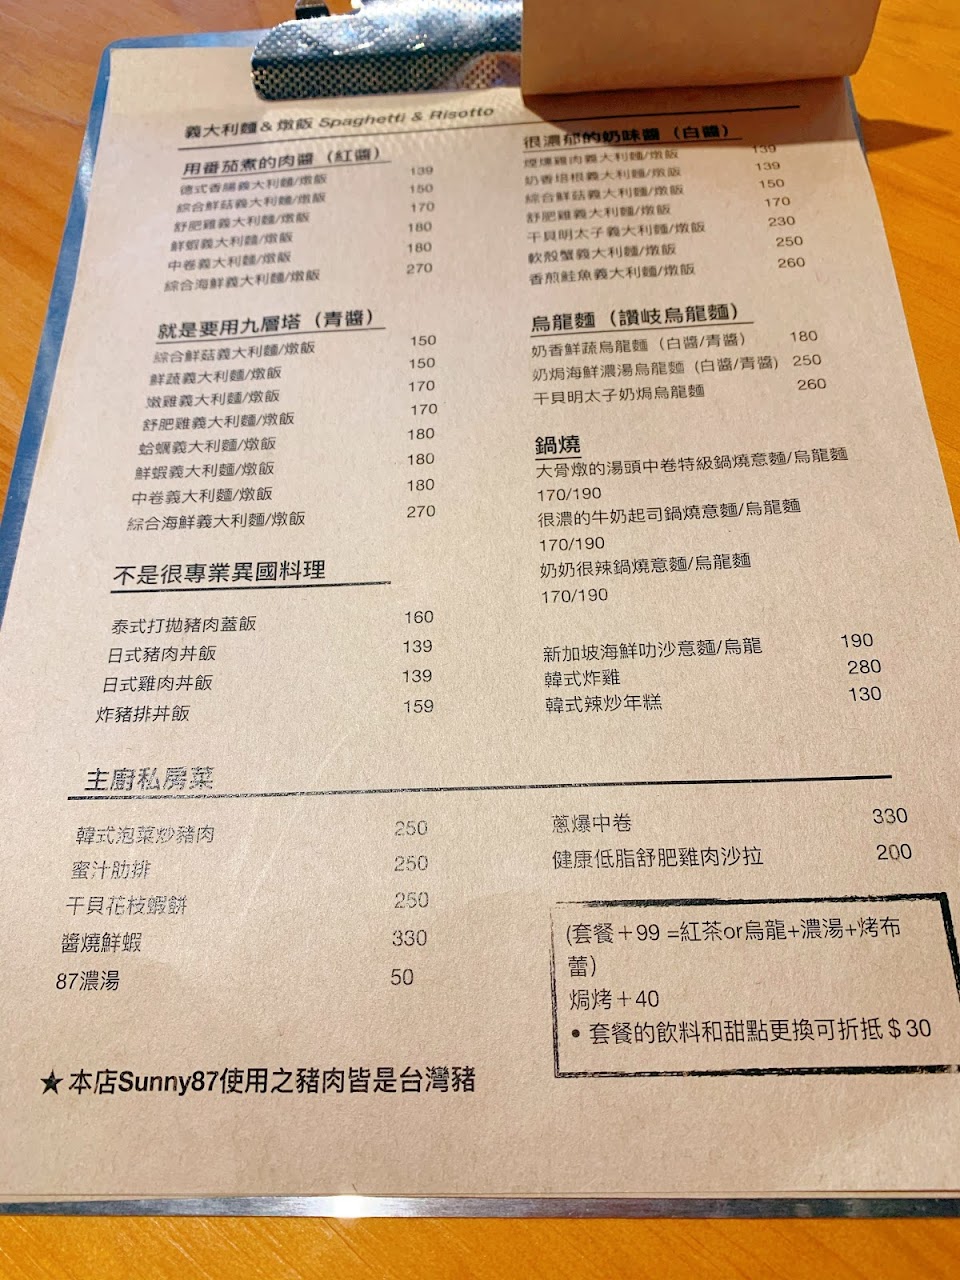 義大利麵＆燉飯 Spaghetti & Risotto
用番茄煮的肉醬（紅醬）
德式香腸義大利麵/燉飯 139
綜合鮮菇義大利麵/燉飯 150
舒肥雞義大利麵/燉飯 170
鮮蝦義大利麵/燉飯 180
中卷義大利麵/燉飯 180
綜合海鮮義大利麵/燉飯 270
就是要用九層塔（青醬）
綜合鮮菇義大利麵/燉飯 150
鮮蔬義大利麵/燉飯 150
嫩雞義大利麵/燉飯 170
舒肥雞義大利麵/燉飯 170
蛤蠣義大利麵/燉飯 180
鮮蝦義大利麵/燉飯 180
中卷義大利麵/燉飯 180
綜合海鮮義大利麵/燉飯 270
不是很專業異國料理
泰式打拋豬肉蓋飯 160
日式豬肉丼飯 139
日式雞肉丼飯 139
炸豬排丼飯 159
很濃郁的奶味醬（白醬）
煙燻雞肉義大利麵/燉飯 139
奶香培根義大利麵/燉飯 139
綜合鮮菇義大利麵/燉飯 150
舒肥雞義大利麵/燉飯 170
干貝明太子義大利麵/燉飯 230
軟殼蟹義大利麵/燉飯 250
香煎鮭魚義大利麵/燉飯 260
烏龍麵（讚岐烏龍麵）
奶香鮮蔬烏龍麵（白醬/青醬） 180
奶焗海鮮濃湯烏龍麵（白醬/青醬） 250
干貝明太子奶焗烏龍麵 260
鍋燒
大骨燉的湯頭中卷特級鍋燒意麵/烏龍麵
170/190
很濃的牛奶起司鍋燒意麵/烏龍麵
170/190
奶奶很辣鍋燒意麵/烏龍麵
170/190
新加坡海鮮叻沙意麵/烏龍 190
韓式炸雞 280
韓式辣炒年糕 130
主廚私房菜
韓式泡菜炒豬肉 250
蜜汁肋排 250
干貝花枝蝦餅 250
醬燒鮮蝦 330
87濃湯 50
蔥爆中卷 330
健康低脂舒肥雞肉沙拉 200
(套餐＋99 =紅茶or烏龍+濃湯+烤布
蕾)
焗烤＋40
•套餐的飲料和甜點更換可折抵＄30
★本店Sunny87使用之豬肉皆是台灣豬